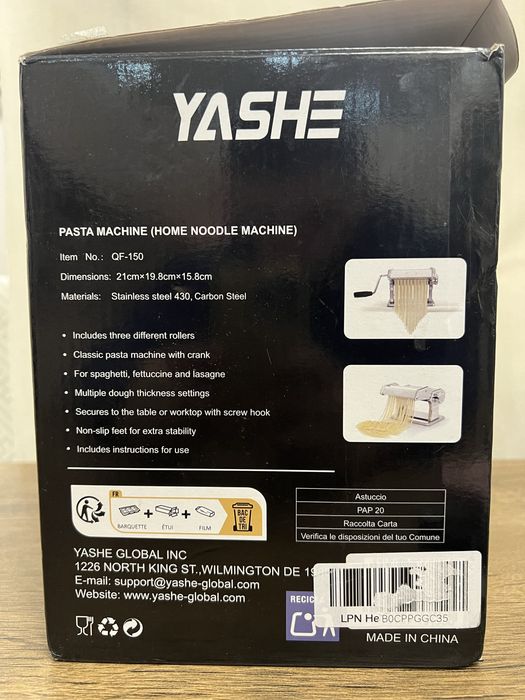 YASHE
PASTA MACHINE (HOME NOODLE MACHINE)
Item No.: QF-150
Dimensions: 21cm×19.8cm×15.8cm
Materials: Stainless steel 430, Carbon Steel
• Includes three different rollers
• Classic pasta machine with crank
• For spaghetti, fettuccine and lasagne
• Multiple dough thickness settings
• Secures to the table or worktop with screw hook
• Non-slip feet for extra stability
• Includes instructions for use
FR
BARQUETTE + ÉTUI + FILM
BAC
DE
TRI
Astuccio
PAP 20
Raccolta Carta
Verifica le disposizioni del tuo Comune
YASHE GLOBAL INC
1226 NORTH KING ST.,WILMINGTON DE 19
E-mail: support@yashe-global.com
Website: www.yashe-global.com
RECICL
LPN He B0CPPGGC35
MADE IN CHINA